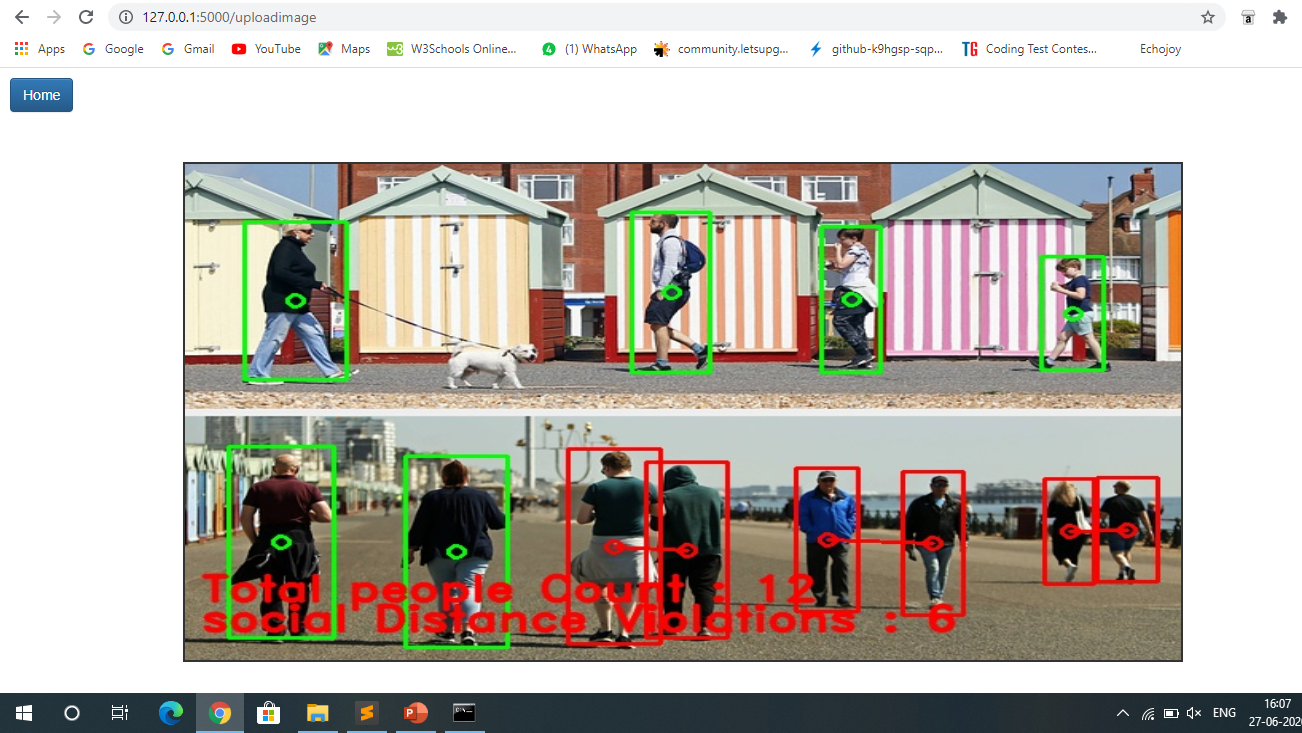 127.0.0.1:5000/uploadimage
Apps Google Gmail YouTube Maps W3Schools Online... (1) WhatsApp community.letsupg... github-k9hgsp-sqp... Coding Test Contes... Echojoy
Home
Total people Count : 12
social Distance Violations : 6
ENG
16:07
27-06-202